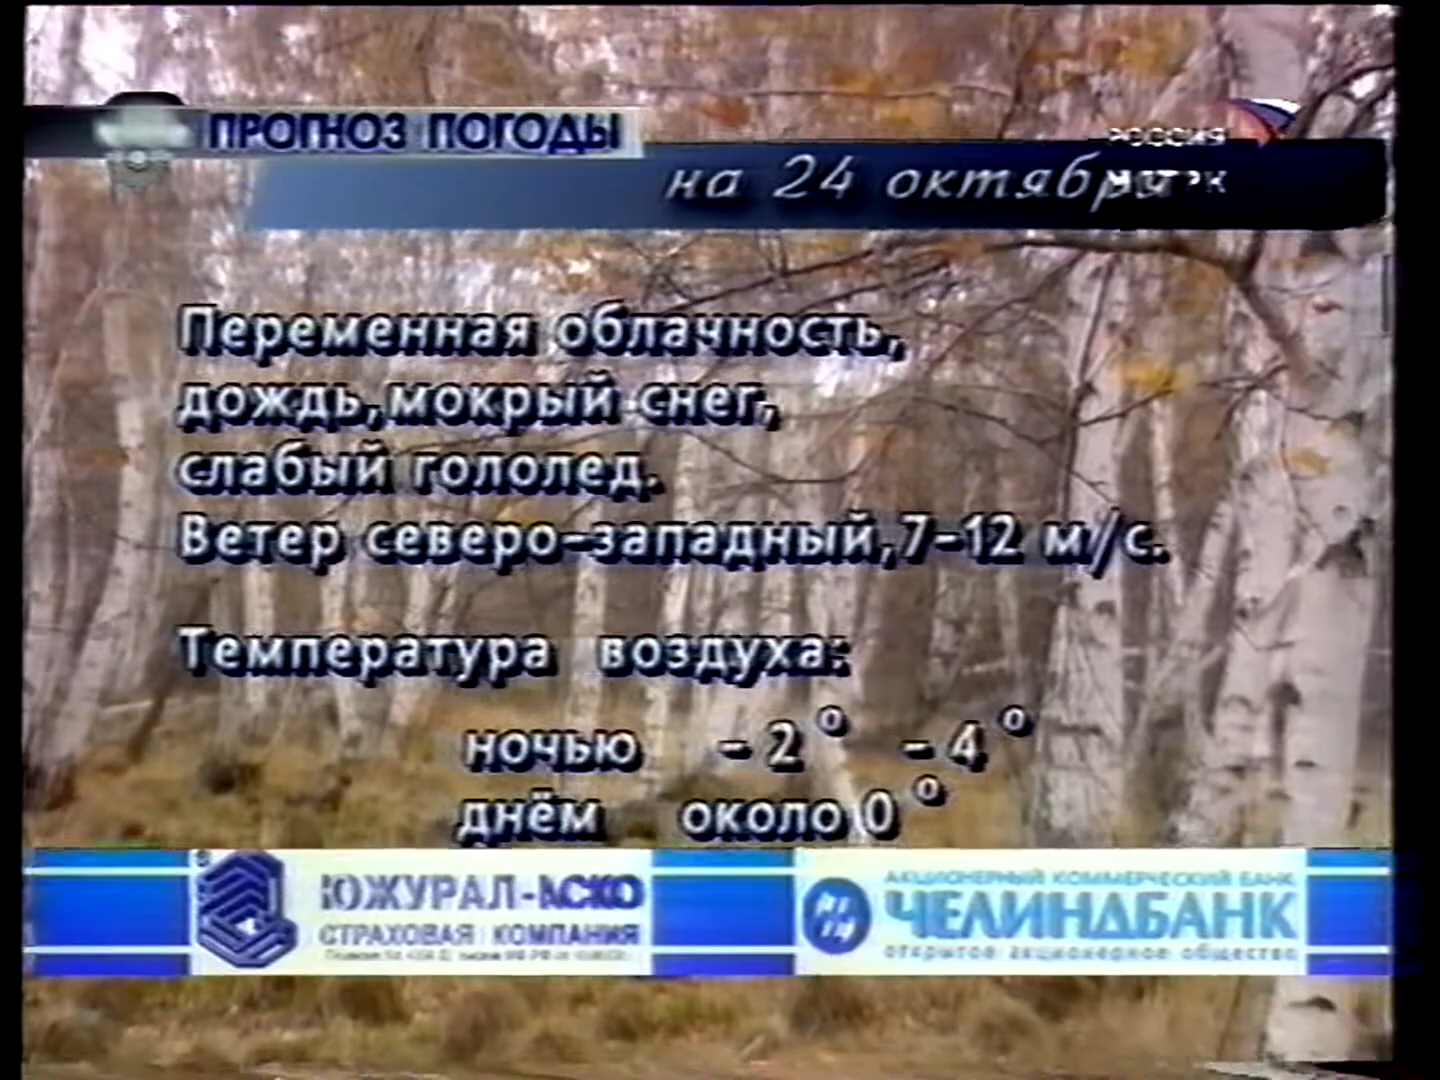 ПРОГНОЗ ПОГОДЫ
РОССИЯ
на 24 октября
Переменная облачность,
дождь,мокрый снег,
слабый гололед.
Ветер северо-западный,7-12 м/с.
Температура воздуха:
ночью -2° -4°
днём около 0°
ЮЖУРАЛ-АСКО
СТРАХОВАЯ КОМПАНИЯ
АКЦИОНЕРНЫЙ КОММЕРЧЕСКИЙ БАНК
ЧЕЛИНДБАНК
открытое акционерное общество